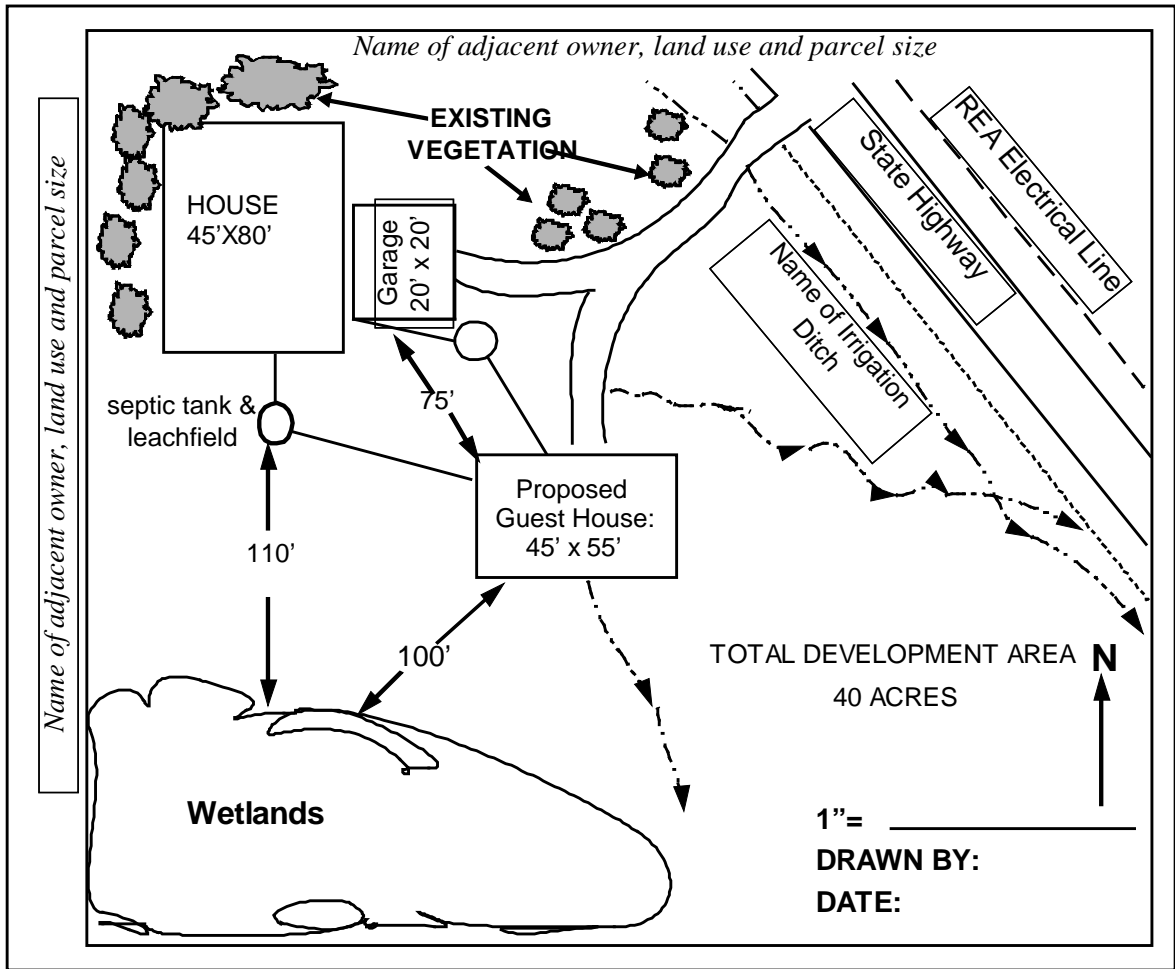 Name of adjacent owner, land use and parcel size
Name of adjacent owner, land use and parcel size
EXISTING
VEGETATION
HOUSE
45’X80’
Garage
20’ x 20’
State Highway
REA Electrical Line
Name of Irrigation
Ditch
septic tank &
leachfield
75’
Proposed
Guest House:
45’ x 55’
110’
100’
TOTAL DEVELOPMENT AREA
40 ACRES
N
Wetlands
1”= 
DRAWN BY:
DATE: